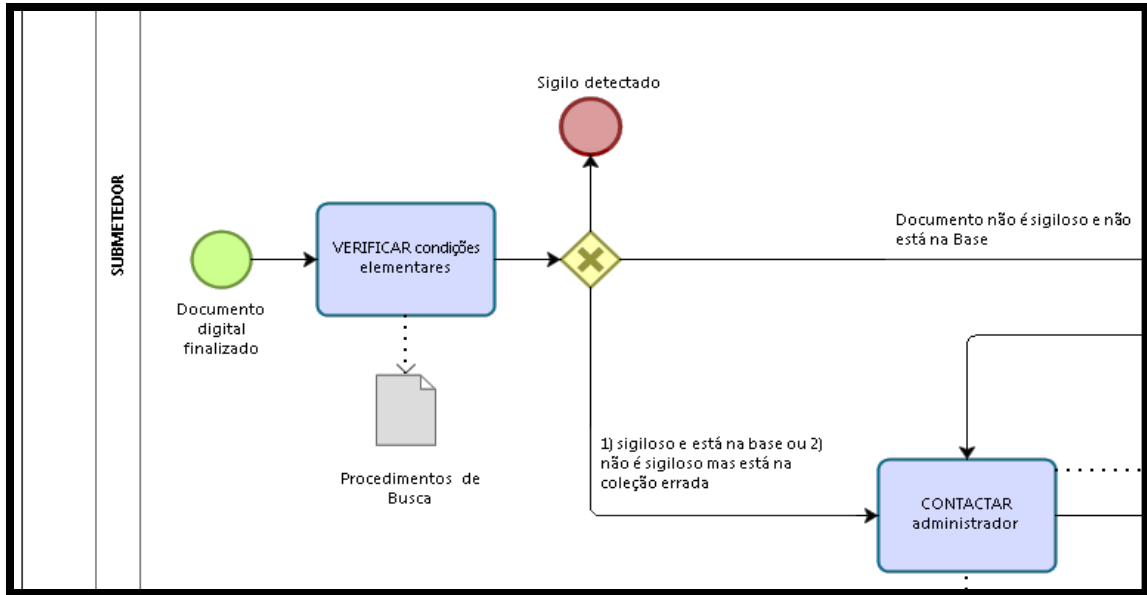 SUBMETEDOR
Sigilo detectado
Documento não é sigiloso e não
está na Base
VERIFICAR condições
elementares
Documento
digital
finalizado
Procedimentos de
Busca
1) sigiloso e está na base ou 2)
não é sigiloso mas está na
coleção errada
CONTACTAR
administrador